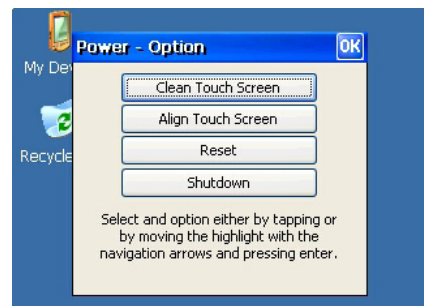 My De
Power - Option
OK
Clean Touch Screen
Align Touch Screen
Recycle
Reset
Shutdown
Select and option either by tapping or
by moving the highlight with the
navigation arrows and pressing enter.